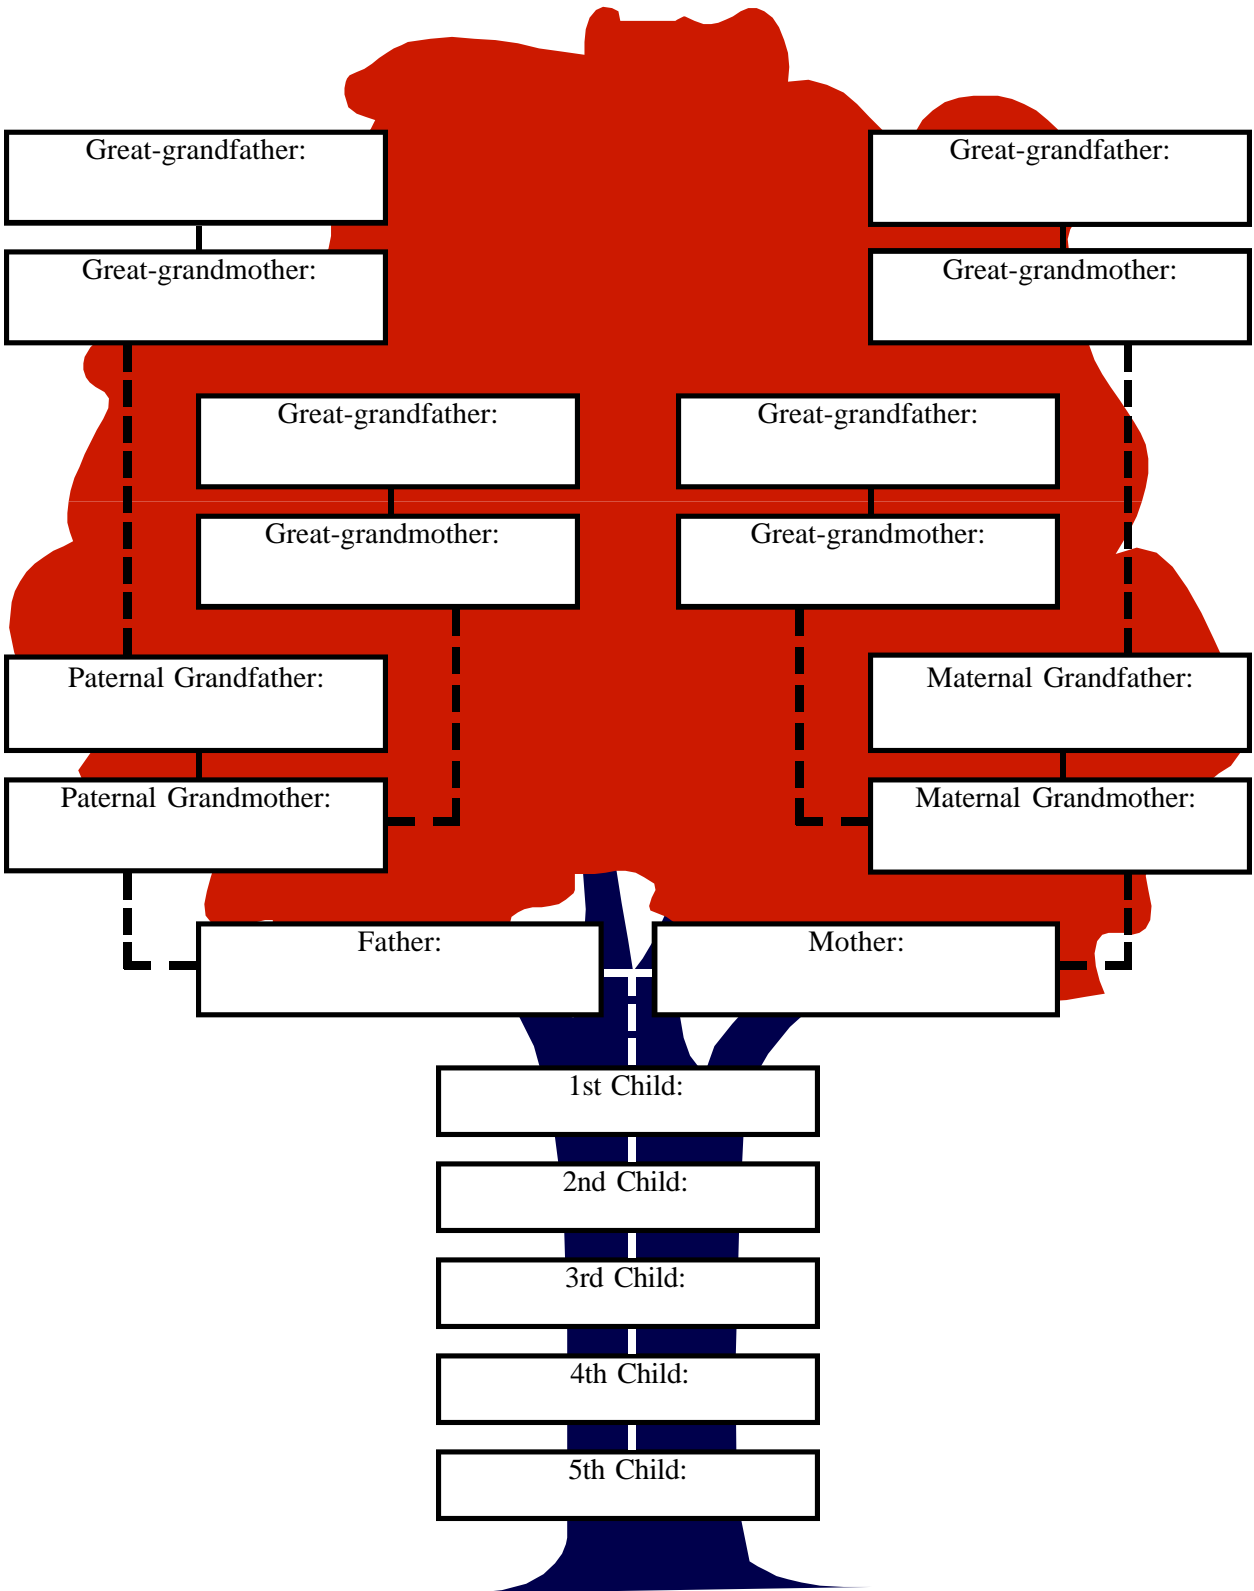 Great-grandfather:
Great-grandfather:
Great-grandmother:
Great-grandmother:
Great-grandfather:
Great-grandfather:
Great-grandmother:
Great-grandmother:
Paternal Grandfather:
Maternal Grandfather:
Paternal Grandmother:
Maternal Grandmother:
Father:
Mother:
1st Child:
2nd Child:
3rd Child:
4th Child:
5th Child: